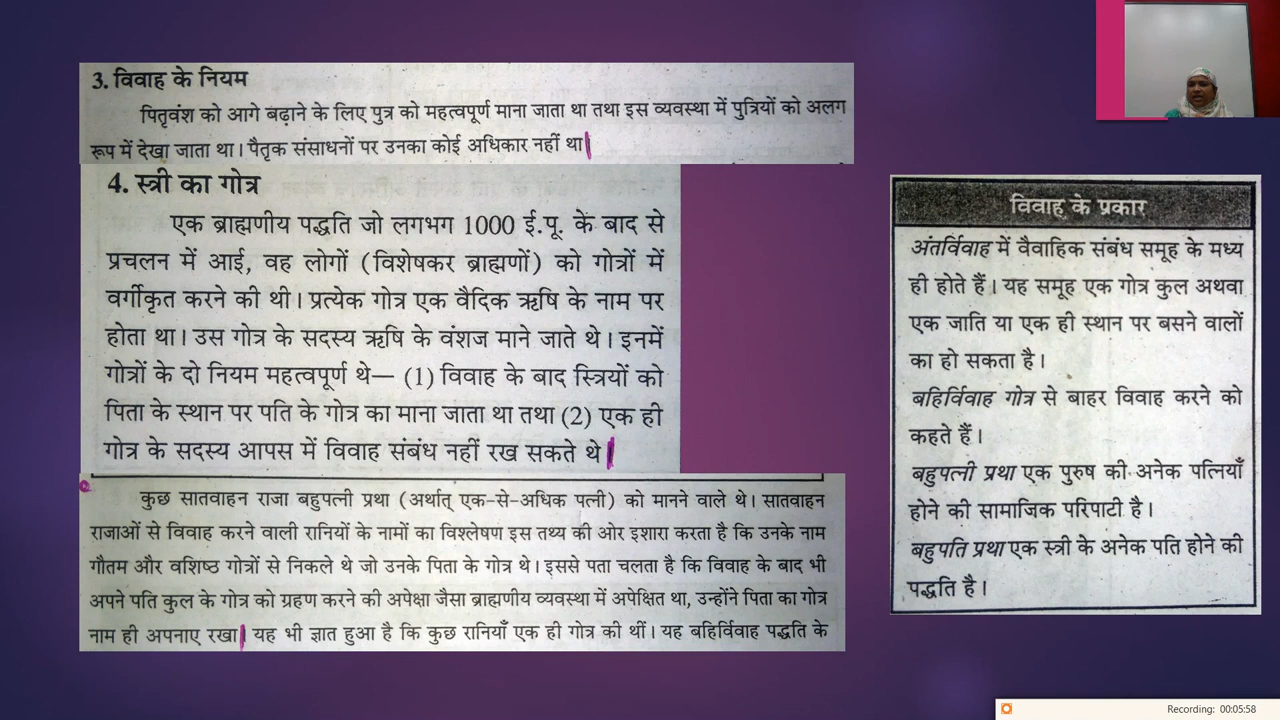 3. विवाह के नियम
पितृवंश को आगे बढ़ाने के लिए पुत्र को महत्वपूर्ण माना जाता था तथा इस व्यवस्था में पुत्रियों को अलग
रूप में देखा जाता था। पैतृक संसाधनों पर उनका कोई अधिकार नहीं था
4. स्त्री का गोत्र
एक ब्राह्मणीय पद्धति जो लगभग 1000 ई.पू. के बाद से
प्रचलन में आई, वह लोगों (विशेषकर ब्राह्मणों) को गोत्रों में
वर्गीकृत करने की थी। प्रत्येक गोत्र एक वैदिक ऋषि के नाम पर
होता था। उस गोत्र के सदस्य ऋषि के वंशज माने जाते थे। इनमें
गोत्रों के दो नियम महत्वपूर्ण थे— (1) विवाह के बाद स्त्रियों को
पिता के स्थान पर पति के गोत्र का माना जाता था तथा (2) एक ही
गोत्र के सदस्य आपस में विवाह संबंध नहीं रख सकते थे
कुछ सातवाहन राजा बहुपत्नी प्रथा (अर्थात् एक-से-अधिक पत्नी) को मानने वाले थे। सातवाहन
राजाओं से विवाह करने वाली रानियों के नामों का विश्लेषण इस तथ्य की ओर इशारा करता है कि उनके नाम
गौतम और वशिष्ठ गोत्रों से निकले थे जो उनके पिता के गोत्र थे। इससे पता चलता है कि विवाह के बाद भी
अपने पति कुल के गोत्र को ग्रहण करने की अपेक्षा जैसा ब्राह्मणीय व्यवस्था में अपेक्षित था, उन्होंने पिता का गोत्र
नाम ही अपनाए रखा। यह भी ज्ञात हुआ है कि कुछ रानियाँ एक ही गोत्र की थीं। यह बहिर्विवाह पद्धति के
विवाह के प्रकार
अंतर्विवाह में वैवाहिक संबंध समूह के मध्य
ही होते हैं। यह समूह एक गोत्र कुल अथवा
एक जाति या एक ही स्थान पर बसने वालों
का हो सकता है।
बहिर्विवाह गोत्र से बाहर विवाह करने को
कहते हैं।
बहुपत्नी प्रथा एक पुरुष की अनेक पत्नियाँ
होने की सामाजिक परिपाटी है।
बहुपति प्रथा एक स्त्री के अनेक पति होने की
पद्धति है।
Recording: 00:05:58